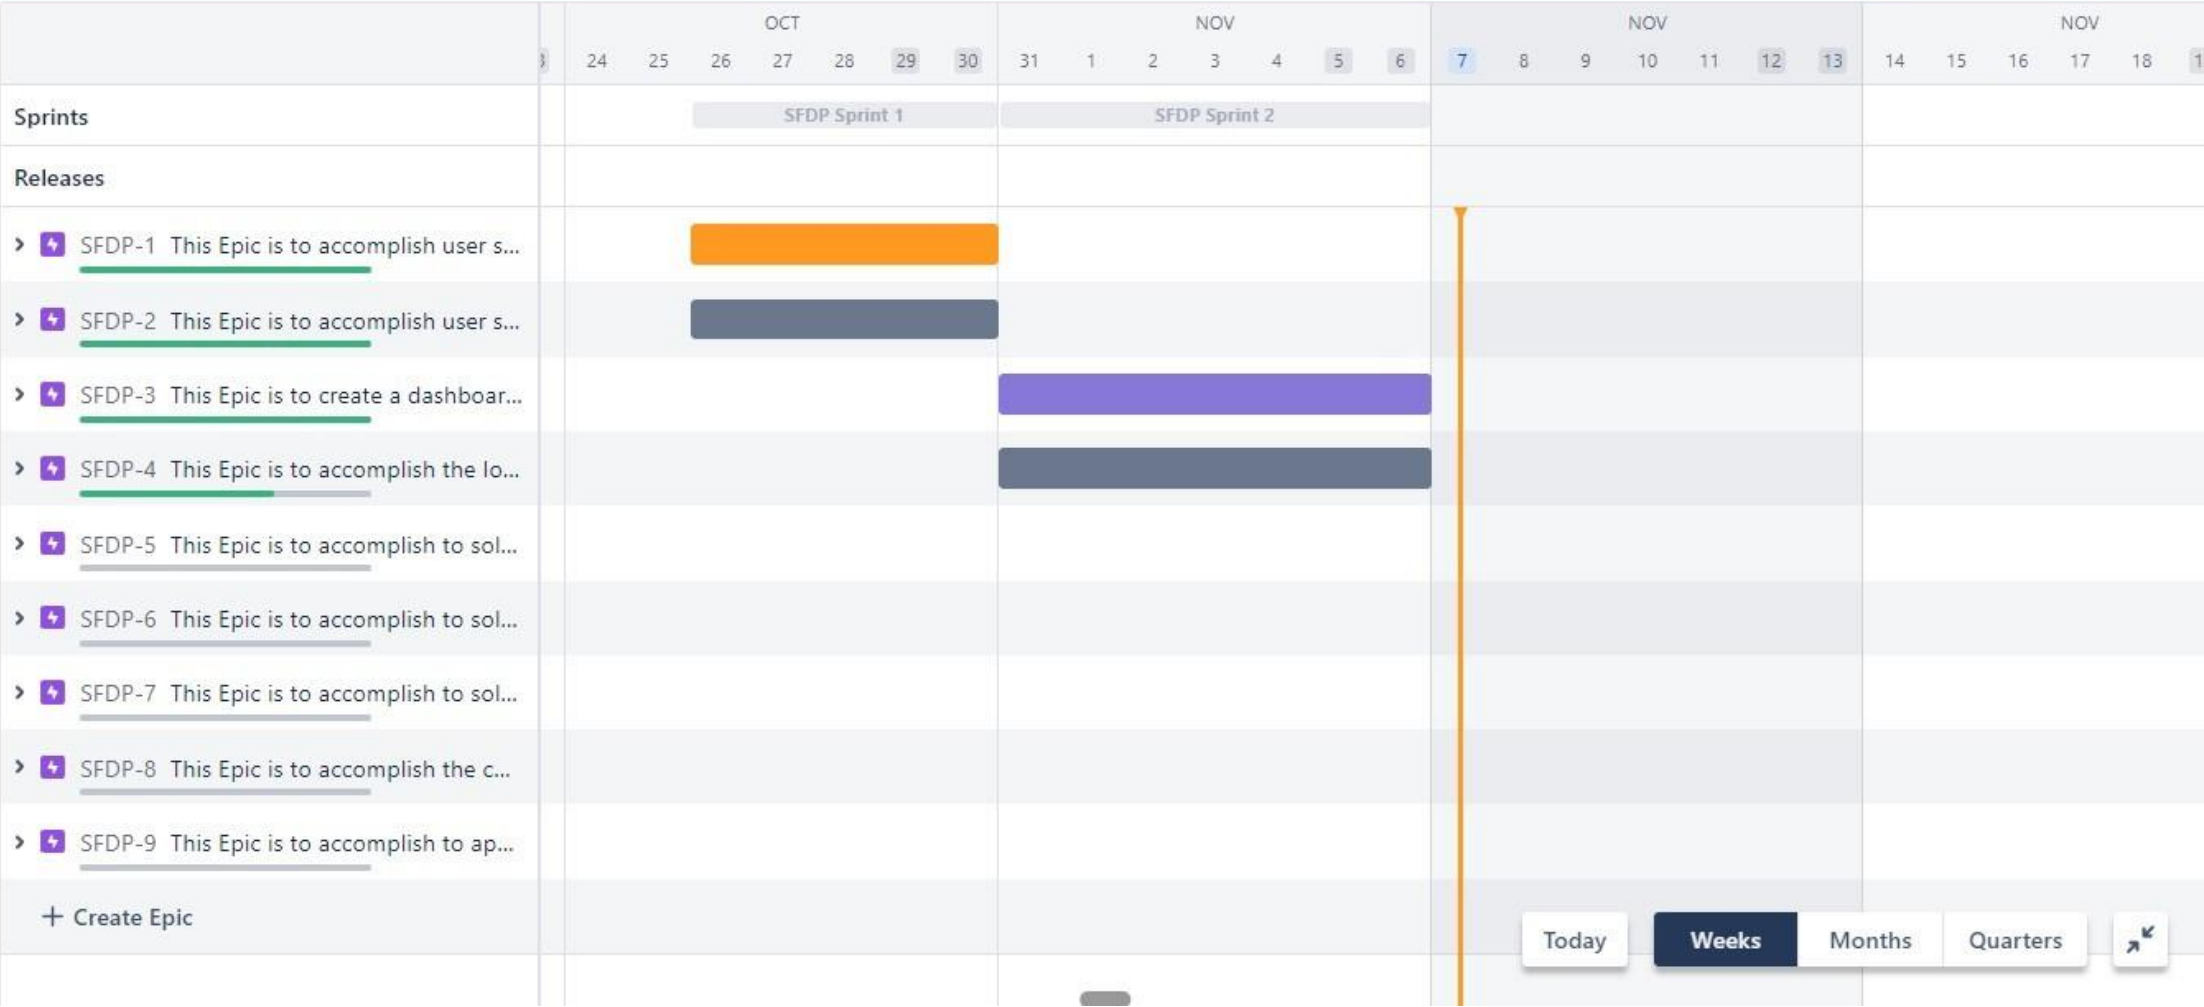 OCT NOV NOV NOV
24 25 26 27 28 29 30 31 1 2 3 4 5 6 7 8 9 10 11 12 13 14 15 16 17 18
Sprints SFDP Sprint 1 SFDP Sprint 2
Releases
SFDP-1 This Epic is to accomplish user s...
SFDP-2 This Epic is to accomplish user s...
SFDP-3 This Epic is to create a dashboar...
SFDP-4 This Epic is to accomplish the lo...
SFDP-5 This Epic is to accomplish to sol...
SFDP-6 This Epic is to accomplish to sol...
SFDP-7 This Epic is to accomplish to sol...
SFDP-8 This Epic is to accomplish the c...
SFDP-9 This Epic is to accomplish to ap...
+ Create Epic
Today Weeks Months Quarters